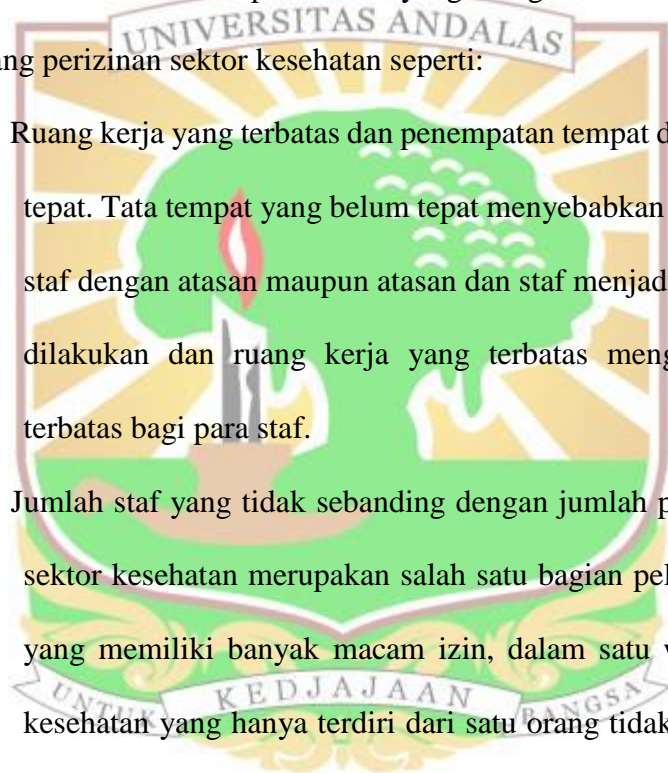 UNIVERSITAS ANDALAS
ang perizinan sektor kesehatan seperti:
Ruang kerja yang terbatas dan penempatan tempat d
tepat. Tata tempat yang belum tepat menyebabkan
staf dengan atasan maupun atasan dan staf menjad
dilakukan dan ruang kerja yang terbatas meng
terbatas bagi para staf.
Jumlah staf yang tidak sebanding dengan jumlah p
sektor kesehatan merupakan salah satu bagian pel
yang memiliki banyak macam izin, dalam satu w
UNTUK KEDJAJAAN BANGSA
kesehatan yang hanya terdiri dari satu orang tidak